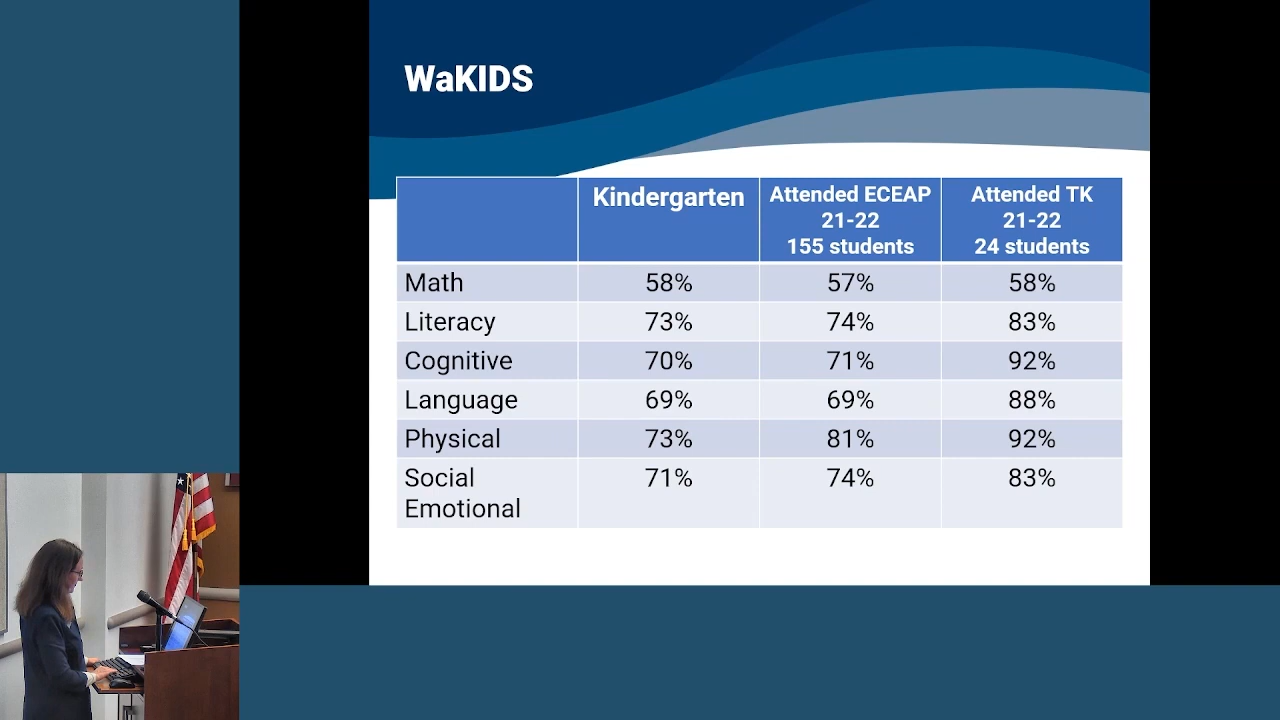 WaKIDS
Kindergarten
Attended ECEAP
21-22
155 students
Attended TK
21-22
24 students
Math 58% 57% 58%
Literacy 73% 74% 83%
Cognitive 70% 71% 92%
Language 69% 69% 88%
Physical 73% 81% 92%
Social
Emotional 71% 74% 83%